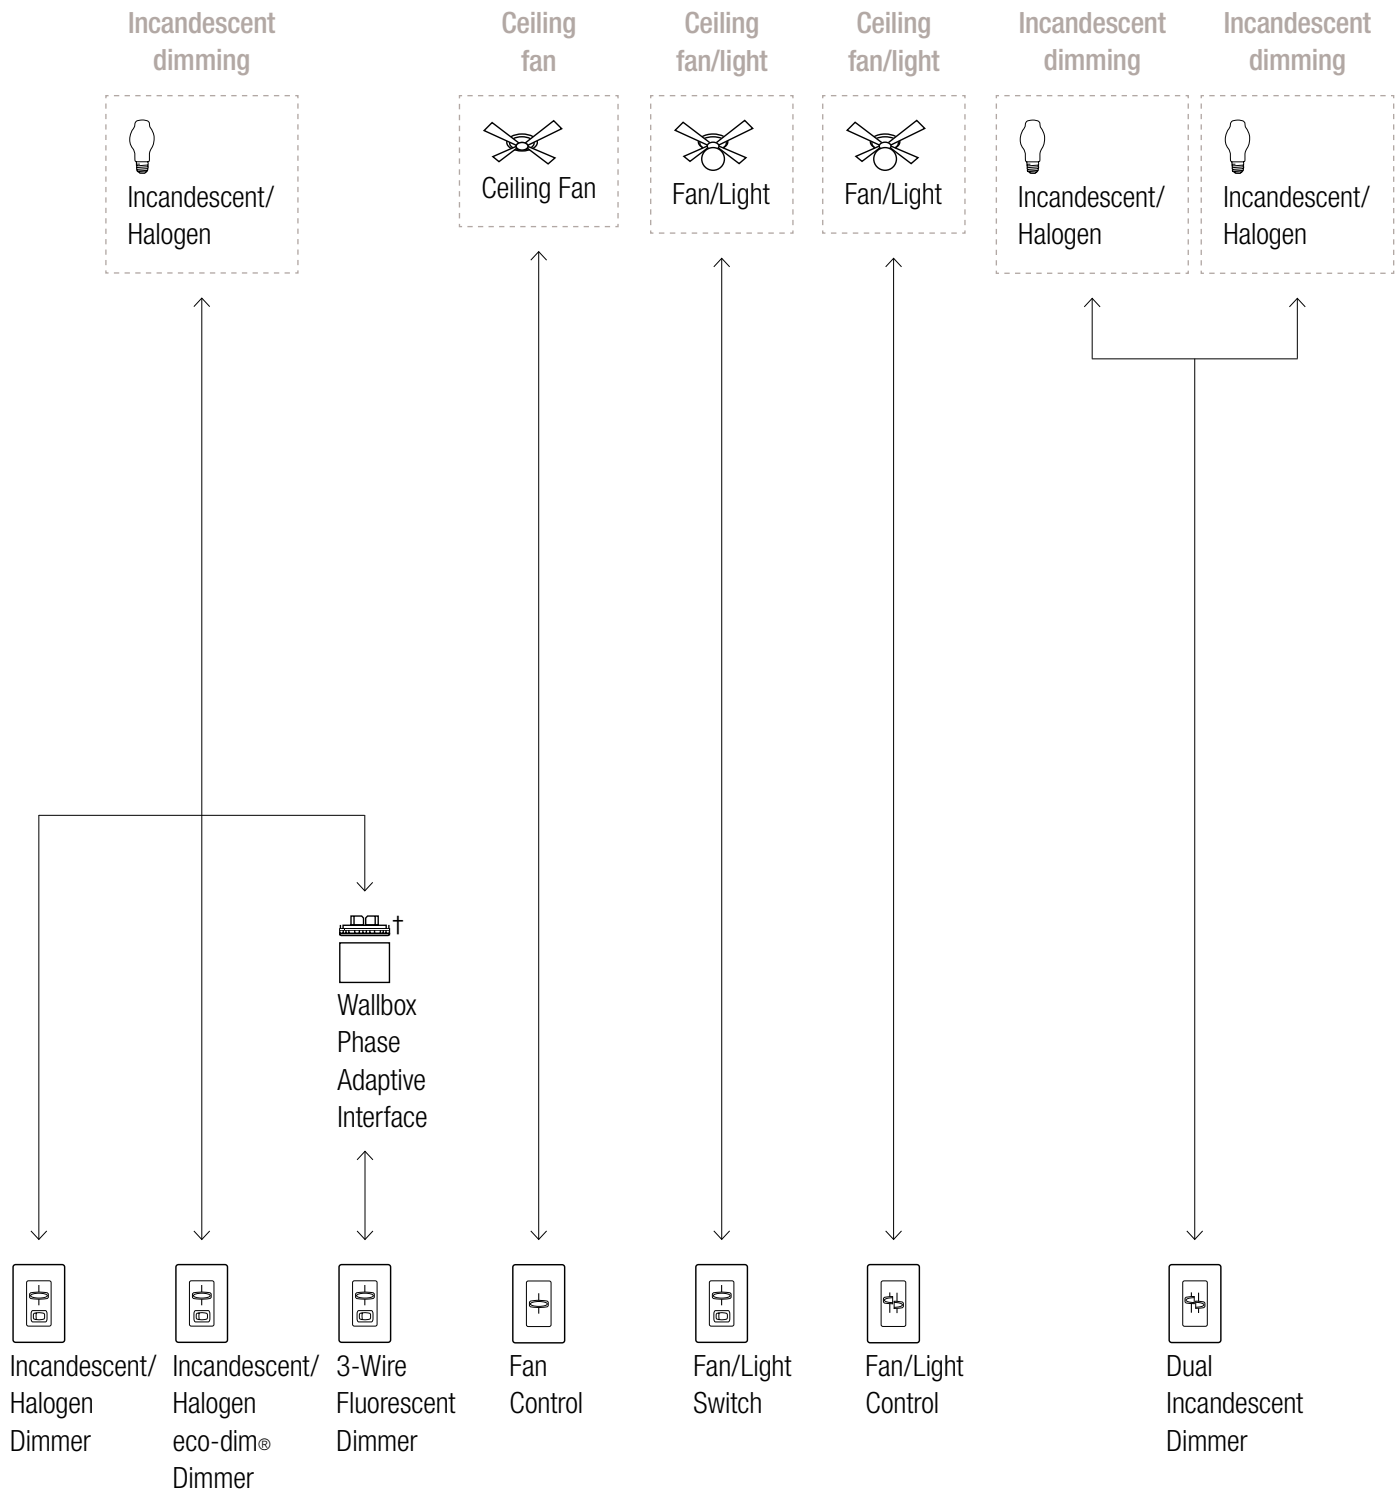 Incandescent
dimming
Ceiling
fan
Ceiling
fan/light
Ceiling
fan/light
Incandescent
dimming
Incandescent
dimming
Incandescent/
Halogen
Ceiling Fan
Fan/Light
Fan/Light
Incandescent/
Halogen
Incandescent/
Halogen
†
Wallbox
Phase
Adaptive
Interface
Incandescent/
Halogen
Dimmer
Incandescent/
Halogen
eco-dim®
Dimmer
3-Wire
Fluorescent
Dimmer
Fan
Control
Fan/Light
Switch
Fan/Light
Control
Dual
Incandescent
Dimmer